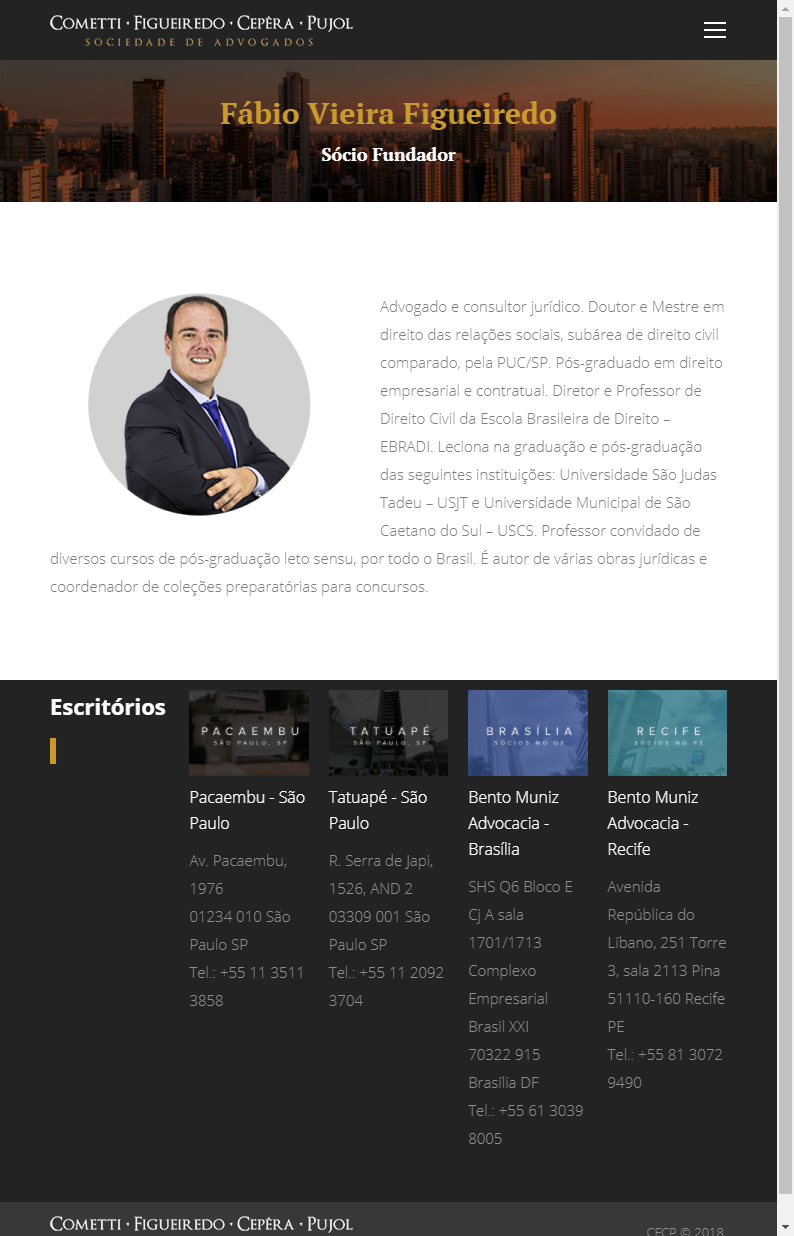 COMETTI · FIGUEIREDO · CEPÊRA · PUJOL
SOCIEDADE DE ADVOGADOS
Fábio Vieira Figueiredo
Sócio Fundador
Advogado e consultor jurídico. Doutor e Mestre em
direito das relações sociais, subárea de direito civil
comparado, pela PUC/SP. Pós-graduado em direito
empresarial e contratual. Diretor e Professor de
Direito Civil da Escola Brasileira de Direito –
EBRADI. Leciona na graduação e pós-graduação
das seguintes instituições: Universidade São Judas
Tadeu – USJT e Universidade Municipal de São
Caetano do Sul – USCS. Professor convidado de
diversos cursos de pós-graduação leto sensu, por todo o Brasil. É autor de várias obras jurídicas e
coordenador de coleções preparatórias para concursos.
Escritórios
PACAEMBU
SÃO PAULO, SP
Pacaembu - São
Paulo
Av. Pacaembu,
1976
01234 010 São
Paulo SP
Tel.: +55 11 3511
3858
TATUAPÉ
SÃO PAULO, SP
Tatuapé - São
Paulo
R. Serra de Japi,
1526, AND 2
03309 001 São
Paulo SP
Tel.: +55 11 2092
3704
BRASÍLIA
SÓCIOS NO DF
Bento Muniz
Advocacia -
Brasília
SHS Q6 Bloco E
Cj A sala
1701/1713
Complexo
Empresarial
Brasil XXI
70322 915
Brasília DF
Tel.: +55 61 3039
8005
RECIFE
SÓCIOS NO PE
Bento Muniz
Advocacia -
Recife
Avenida
República do
Líbano, 251 Torre
3, sala 2113 Pina
51110-160 Recife
PE
Tel.: +55 81 3072
9490
COMETTI · FIGUEIREDO · CEPÊRA · PUJOL
CFCP © 2018